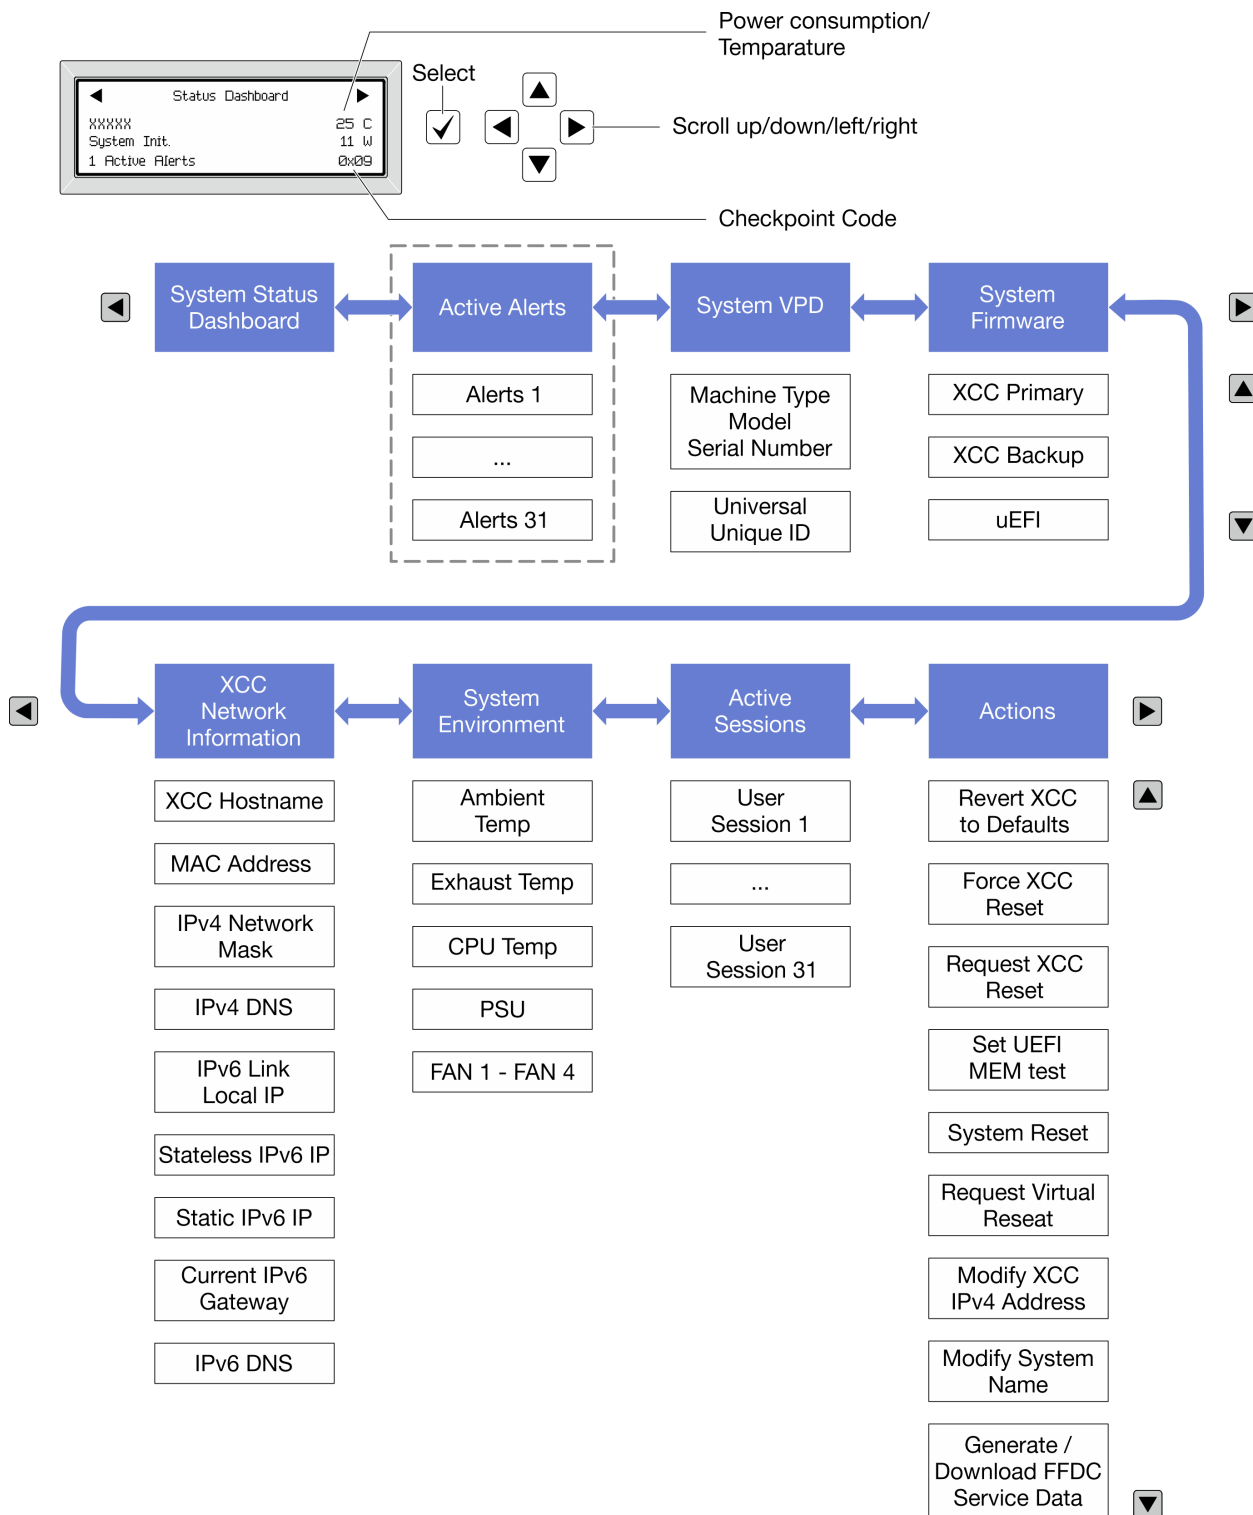 Power consumption/
Temparature
Select
Status Dashboard
XXXXX 25 C
System Init. 11 W
1 Active Alerts 0x09
Scroll up/down/left/right
Checkpoint Code
System Status
Dashboard
Active Alerts
System VPD
System
Firmware
Alerts 1
...
Alerts 31
Machine Type
Model
Serial Number
Universal
Unique ID
XCC Primary
XCC Backup
uEFI
XCC
Network
Information
System
Environment
Active
Sessions
Actions
XCC Hostname
MAC Address
IPv4 Network
Mask
IPv4 DNS
IPv6 Link
Local IP
Stateless IPv6 IP
Static IPv6 IP
Current IPv6
Gateway
IPv6 DNS
Ambient
Temp
Exhaust Temp
CPU Temp
PSU
FAN 1 - FAN 4
User
Session 1
...
User
Session 31
Revert XCC
to Defaults
Force XCC
Reset
Request XCC
Reset
Set UEFI
MEM test
System Reset
Request Virtual
Reseat
Modify XCC
IPv4 Address
Modify System
Name
Generate /
Download FFDC
Service Data